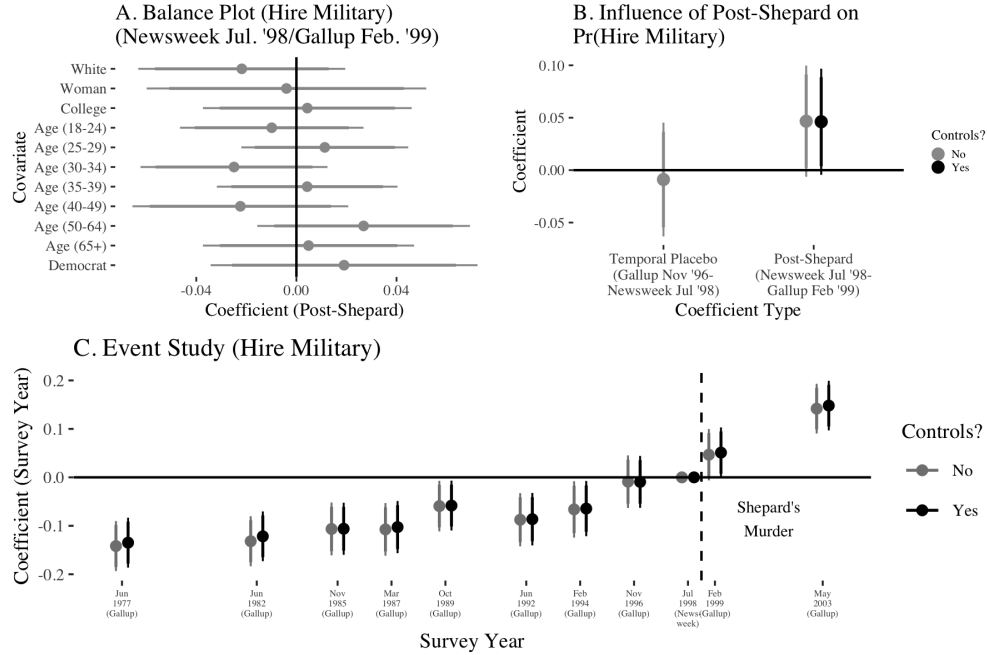 A. Balance Plot (Hire Military)
(Newsweek Jul. '98/Gallup Feb. '99)
Covariate
White
Woman
College
Age (18-24)
Age (25-29)
Age (30-34)
Age (35-39)
Age (40-49)
Age (50-64)
Age (65+)
Democrat
-0.04
0.00
0.04
Coefficient (Post-Shepard)
B. Influence of Post-Shepard on
Pr(Hire Military)
Coefficient
0.10
0.05
0.00
-0.05
Temporal Placebo
(Gallup Nov '96-
Newsweek Jul '98)
Post-Shepard
(Newsweek Jul '98-
Gallup Feb '99)
Coefficient Type
Controls?
No
Yes
C. Event Study (Hire Military)
Coefficient (Survey Year)
0.2
0.1
0.0
-0.1
-0.2
Shepard's
Murder
Jun
1977
(Gallup)
Jun
1982
(Gallup)
Nov
1985
(Gallup)
Mar
1987
(Gallup)
Oct
1989
(Gallup)
Jun
1992
(Gallup)
Feb
1994
(Gallup)
Nov
1996
(Gallup)
Jul
1998
(News
week)
Feb
1999
(Gallup)
May
2003
(Gallup)
Survey Year
Controls?
No
Yes